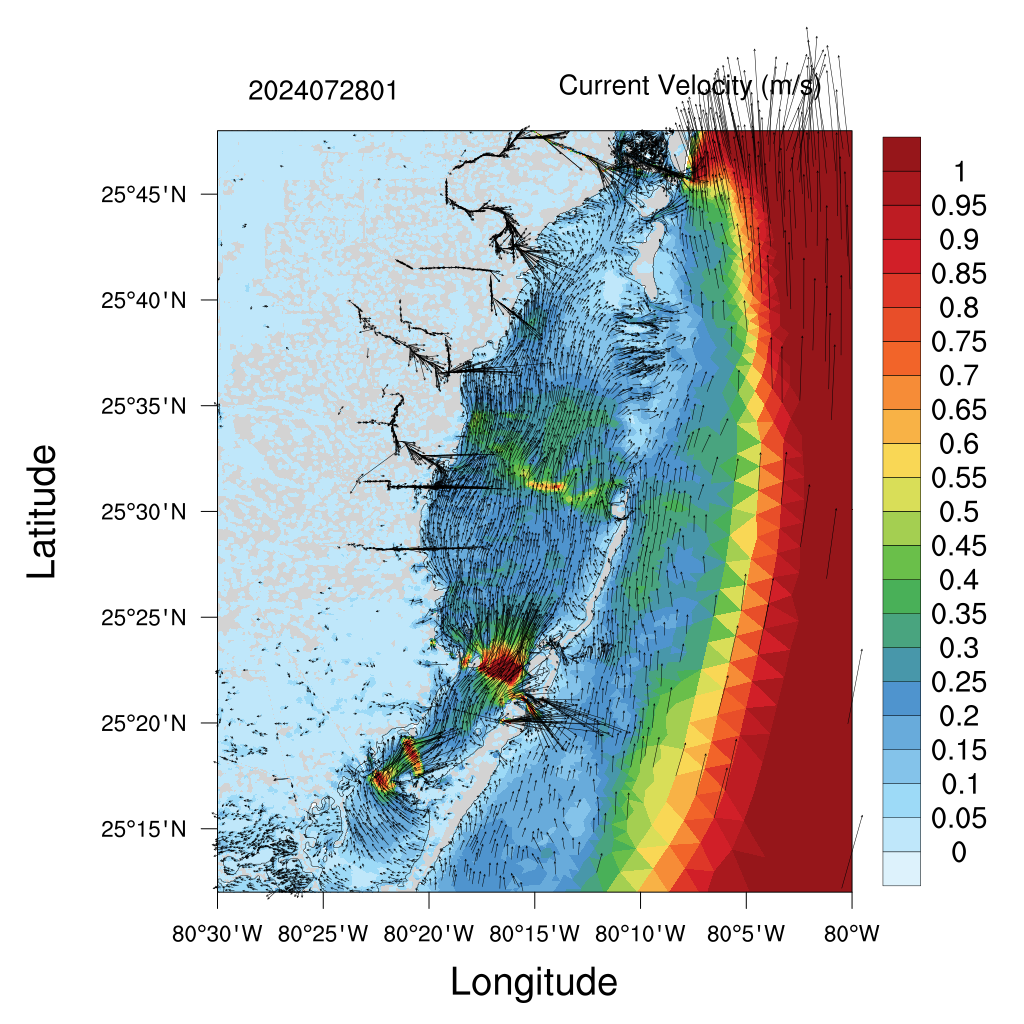 2024072801
Current Velocity (m/s)
25°45'N
25°40'N
25°35'N
25°30'N
25°25'N
25°20'N
25°15'N
Latitude
80°30'W 80°25'W 80°20'W 80°15'W 80°10'W 80°5'W 80°W
Longitude
1
0.95
0.9
0.85
0.8
0.75
0.7
0.65
0.6
0.55
0.5
0.45
0.4
0.35
0.3
0.25
0.2
0.15
0.1
0.05
0